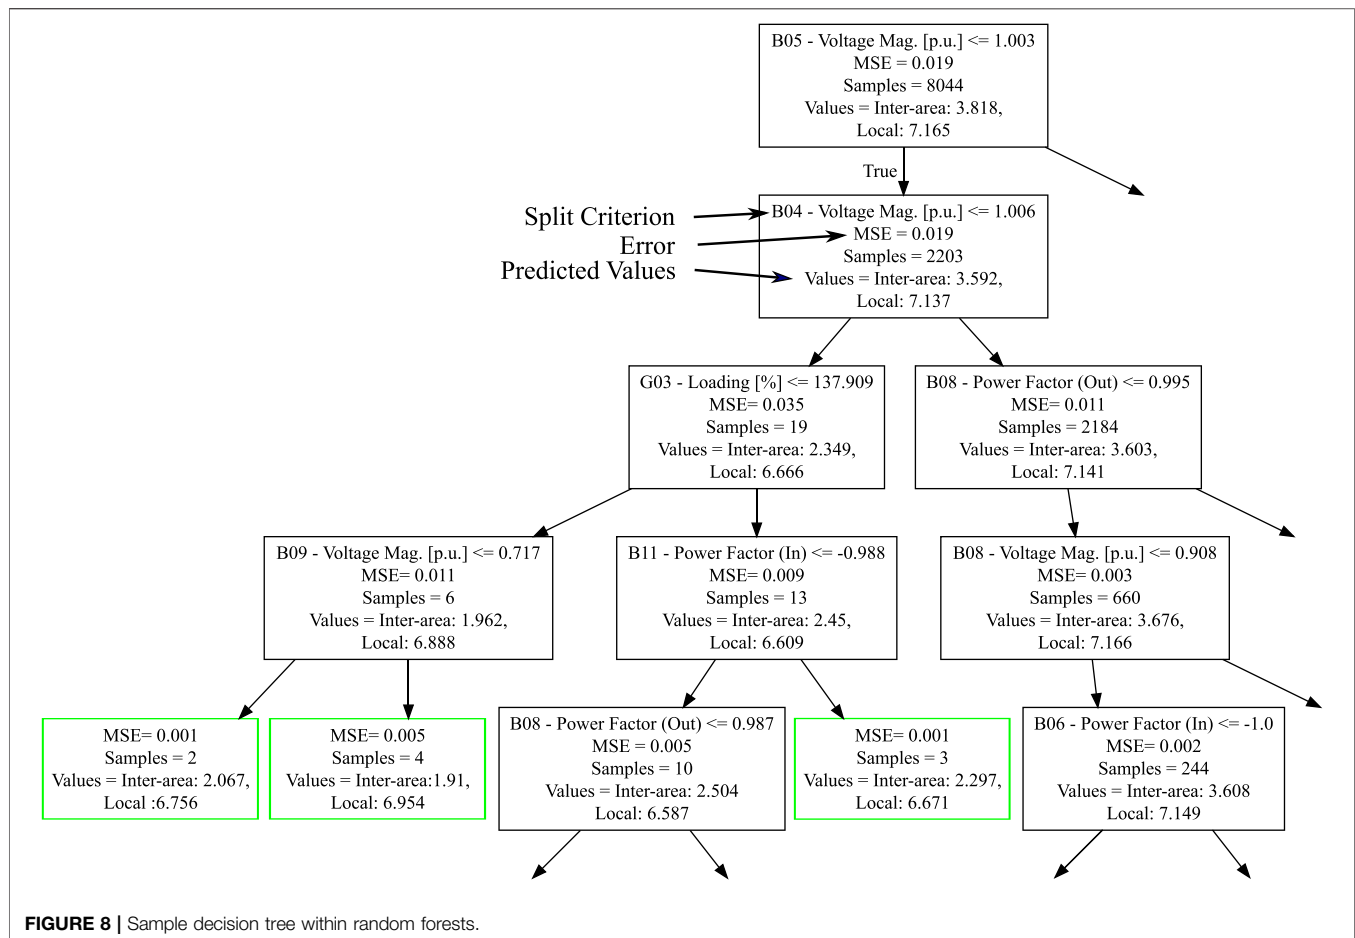 B05 - Voltage Mag. [p.u.] <= 1.003
MSE = 0.019
Samples = 8044
Values = Inter-area: 3.818,
Local: 7.165
True
Split Criterion
Error
Predicted Values
B04 - Voltage Mag. [p.u.] <= 1.006
MSE = 0.019
Samples = 2203
Values = Inter-area: 3.592,
Local: 7.137
G03 - Loading [%] <= 137.909
MSE= 0.035
Samples = 19
Values = Inter-area: 2.349,
Local: 6.666
B08 - Power Factor (Out) <= 0.995
MSE= 0.011
Samples = 2184
Values = Inter-area: 3.603,
Local: 7.141
B09 - Voltage Mag. [p.u.] <= 0.717
MSE= 0.011
Samples = 6
Values = Inter-area: 1.962,
Local: 6.888
B11 - Power Factor (In) <= -0.988
MSE= 0.009
Samples = 13
Values = Inter-area: 2.45,
Local: 6.609
B08 - Voltage Mag. [p.u.] <= 0.908
MSE= 0.003
Samples = 660
Values = Inter-area: 3.676,
Local: 7.166
MSE= 0.001
Samples = 2
Values = Inter-area: 2.067,
Local :6.756
MSE= 0.005
Samples = 4
Values = Inter-area:1.91,
Local: 6.954
B08 - Power Factor (Out) <= 0.987
MSE = 0.005
Samples = 10
Values = Inter-area: 2.504
Local: 6.587
MSE= 0.001
Samples = 3
Values = Inter-area: 2.297,
Local: 6.671
B06 - Power Factor (In) <= -1.0
MSE= 0.002
Samples = 244
Values = Inter-area: 3.608
Local: 7.149
FIGURE 8 | Sample decision tree within random forests.